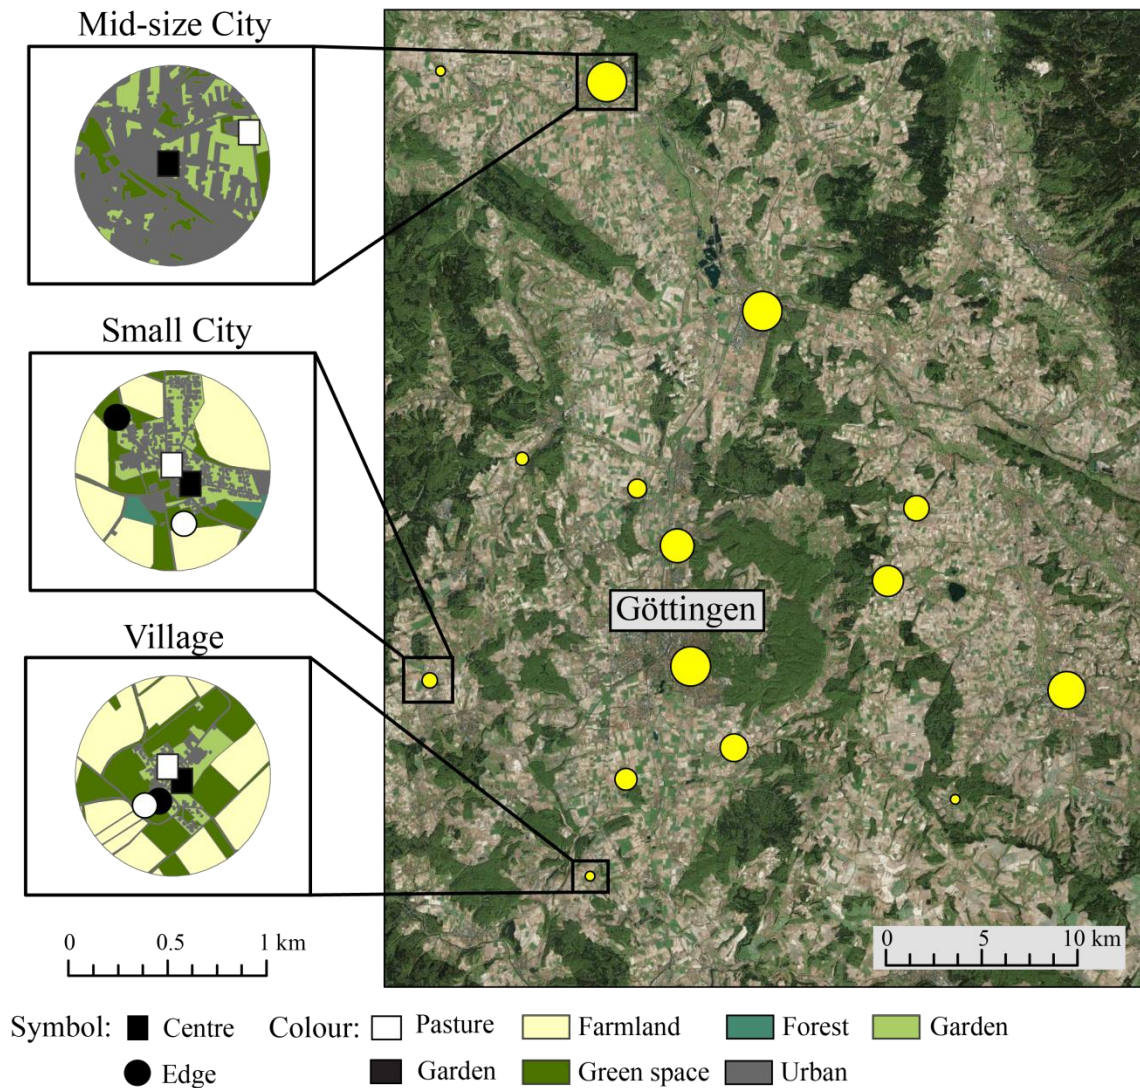 Mid-size City
Small City
Göttingen
Village
0 0.5 1 km
0 5 10 km
Symbol: Centre Colour: Pasture Farmland Forest Garden
Edge Garden Green space Urban